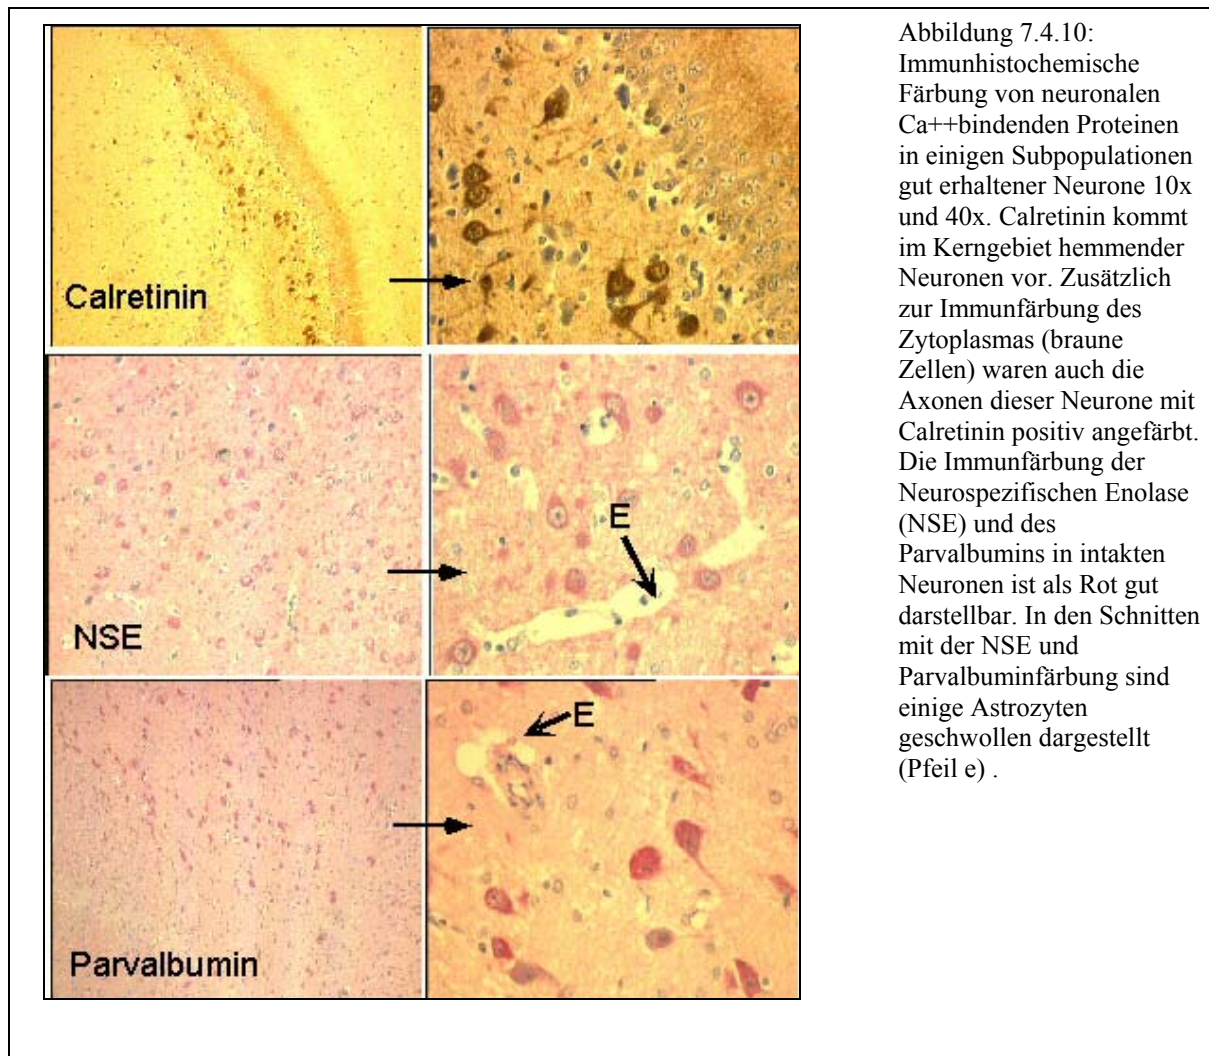 Calretinin
NSE
E
E
Parvalbumin
Abbildung 7.4.10:
Immunhistochemische
Färbung von neuronalen
Ca++bindenden Proteinen
in einigen Subpopulationen
gut erhaltener Neurone 10x
und 40x. Calretinin kommt
im Kerngebiet hemmender
Neuronen vor. Zusätzlich
zur Immunfärbung des
Zytoplasmas (braune
Zellen) waren auch die
Axonen dieser Neurone mit
Calretinin positiv angefärbt.
Die Immunfärbung der
Neurospezifischen Enolase
(NSE) und des
Parvalbumins in intakten
Neuronen ist als Rot gut
darstellbar. In den Schnitten
mit der NSE und
Parvalbuminfärbung sind
einige Astrozyten
geschwollen dargestellt
(Pfeil e) .